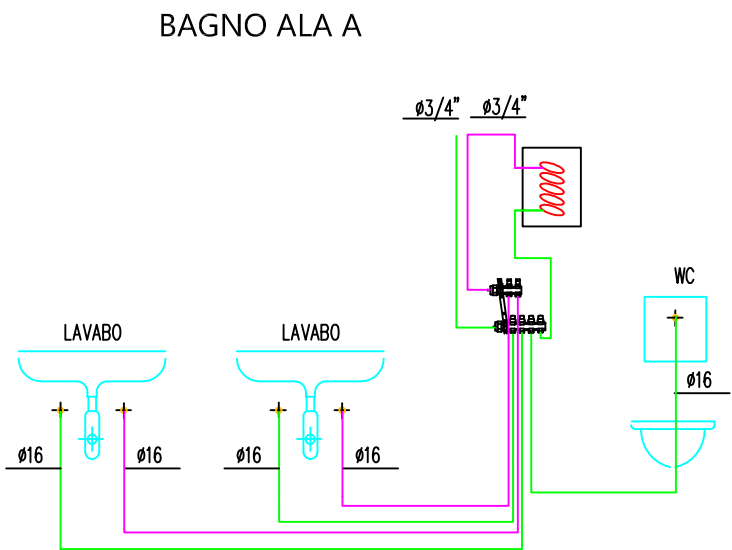 BAGNO ALA A
ø3/4" ø3/4"
WC
LAVABO LAVABO
ø16
ø16 ø16 ø16 ø16